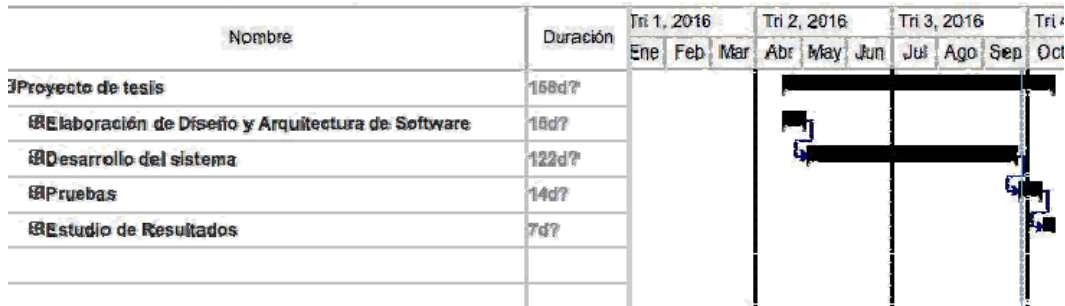 Nombre Duración Tri 1, 2016 Tri 2, 2016 Tri 3, 2016 Tri 4
Ene Feb Mar Abr May Jun Jul Ago Sep Oct
Proyecto de tesis 158d?
Elaboración de Diseño y Arquitectura de Software 15d?
Desarrollo del sistema 122d?
Pruebas 14d?
Estudio de Resultados 7d?